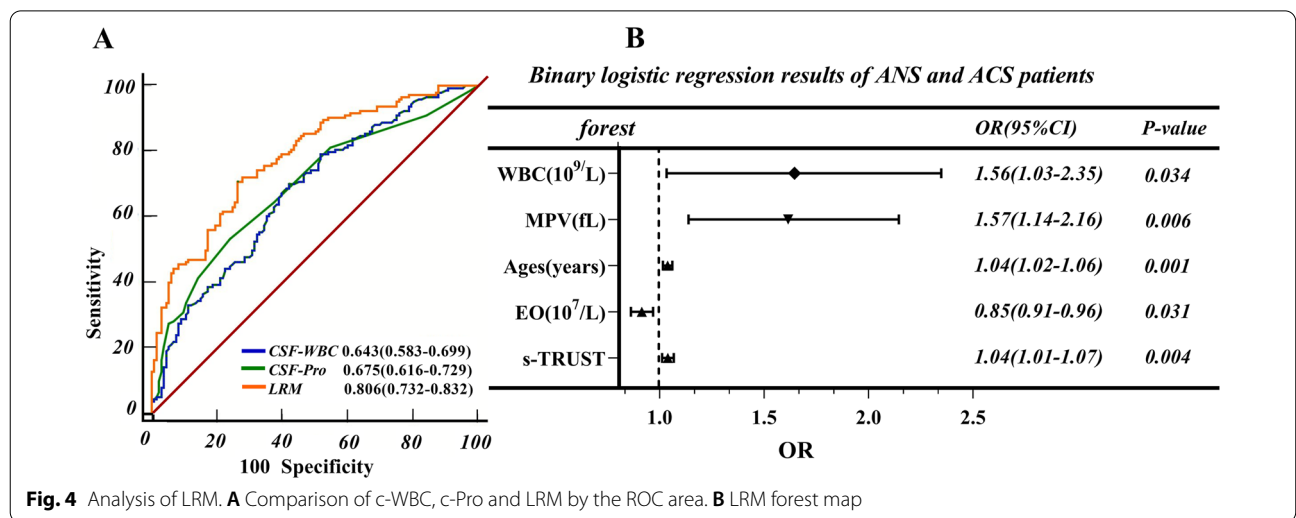 A
100
80
60
40
20
0
Sensitivity
CSF-WBC 0.643(0.583-0.699)
CSF-Pro 0.675(0.616-0.729)
LRM 0.806(0.732-0.832)
0 20 40 60 80 100
100 Specificity
B
Binary logistic regression results of ANS and ACS patients
forest OR(95%CI) P-value
WBC(10^9/L) 1.56(1.03-2.35) 0.034
MPV(fL) 1.57(1.14-2.16) 0.006
Ages(years) 1.04(1.02-1.06) 0.001
EO(10^7/L) 0.85(0.91-0.96) 0.031
s-TRUST 1.04(1.01-1.07) 0.004
1.0 1.5 2.0 2.5
OR
Fig. 4 Analysis of LRM. A Comparison of c-WBC, c-Pro and LRM by the ROC area. B LRM forest map